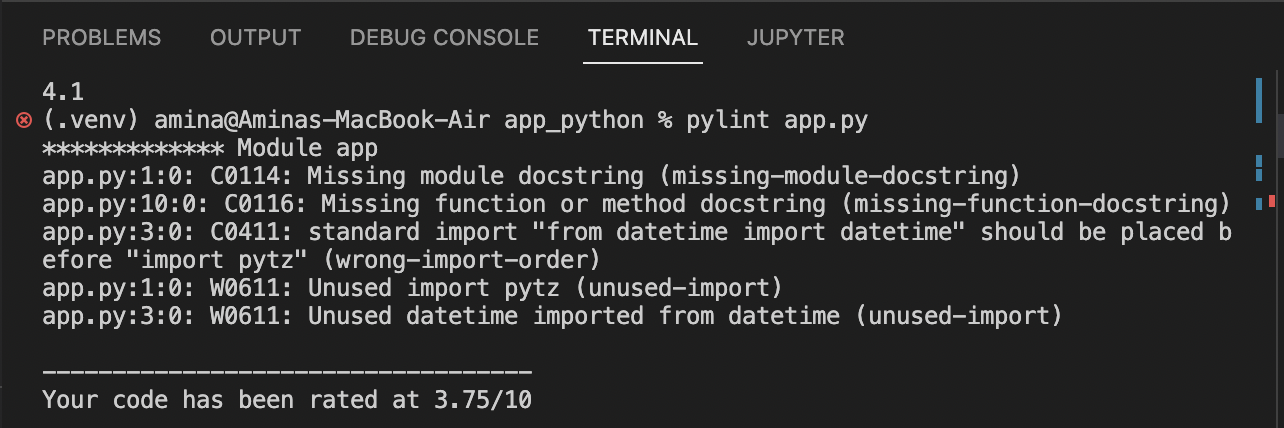 PROBLEMS OUTPUT DEBUG CONSOLE TERMINAL JUPYTER
4.1
(.venv) amina@Aminas-MacBook-Air app_python % pylint app.py
************* Module app
app.py:1:0: C0114: Missing module docstring (missing-module-docstring)
app.py:10:0: C0116: Missing function or method docstring (missing-function-docstring)
app.py:3:0: C0411: standard import "from datetime import datetime" should be placed b
efore "import pytz" (wrong-import-order)
app.py:1:0: W0611: Unused import pytz (unused-import)
app.py:3:0: W0611: Unused datetime imported from datetime (unused-import)
-----------------------------------
Your code has been rated at 3.75/10